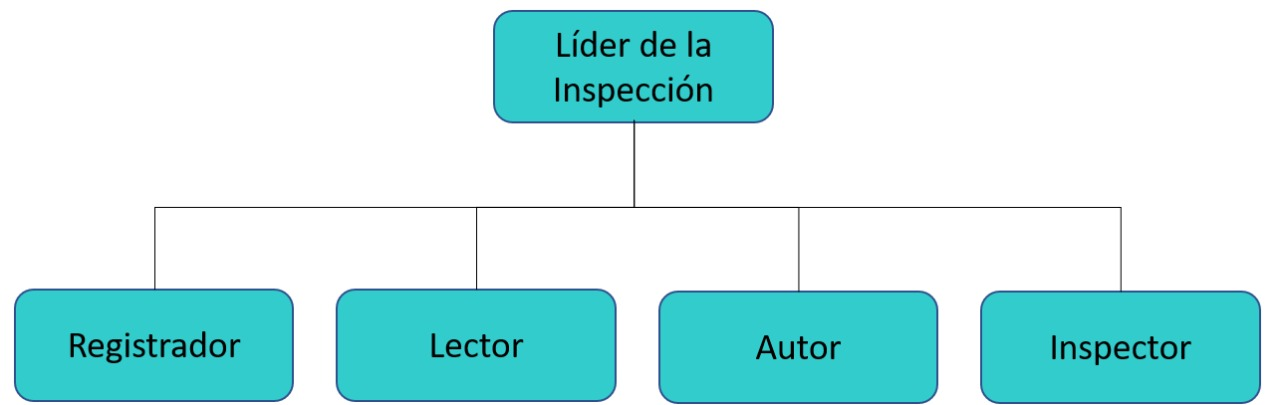 Líder de la
Inspección
Registrador
Lector
Autor
Inspector